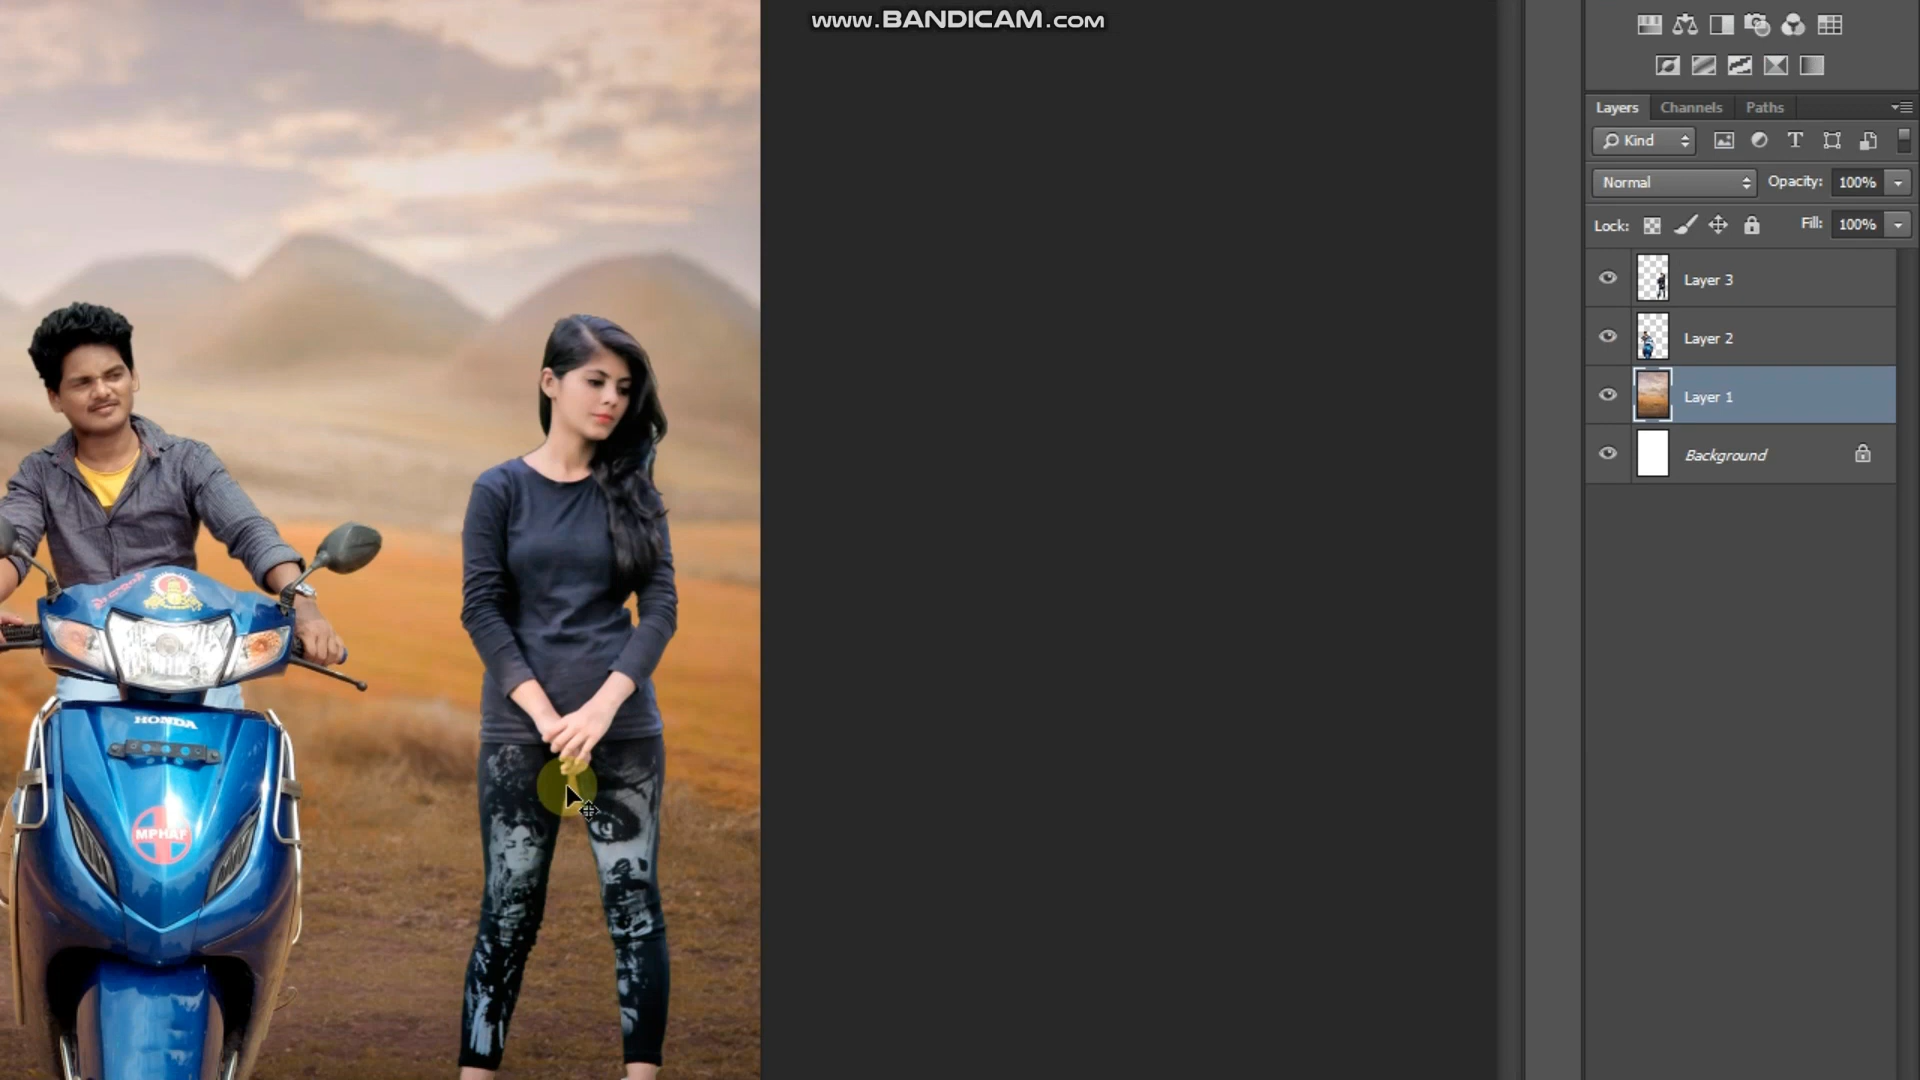 www.BANDICAM.com
Layers Channels Paths
Kind
Normal Opacity: 100%
Lock: Fill: 100%
Layer 3
Layer 2
Layer 1
Background
HONDA
MPHAP